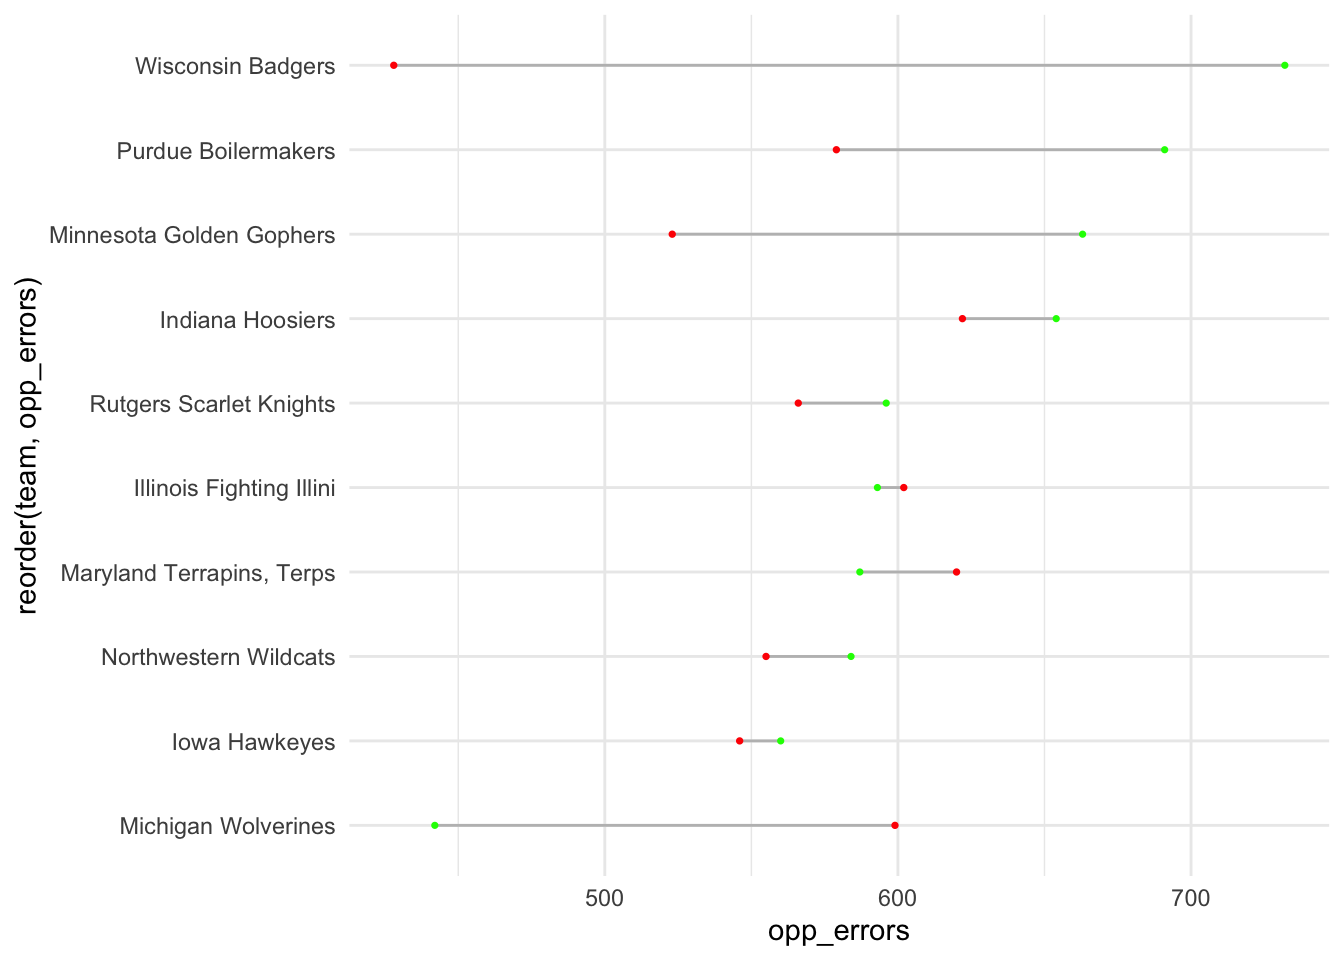 reorder(team, opp_errors)
Wisconsin Badgers
Purdue Boilermakers
Minnesota Golden Gophers
Indiana Hoosiers
Rutgers Scarlet Knights
Illinois Fighting Illini
Maryland Terrapins, Terps
Northwestern Wildcats
Iowa Hawkeyes
Michigan Wolverines
500 600 700
opp_errors